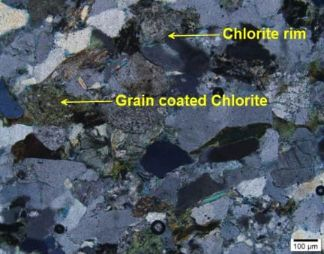 Chlorite rim
Grain coated Chlorite
100 µm